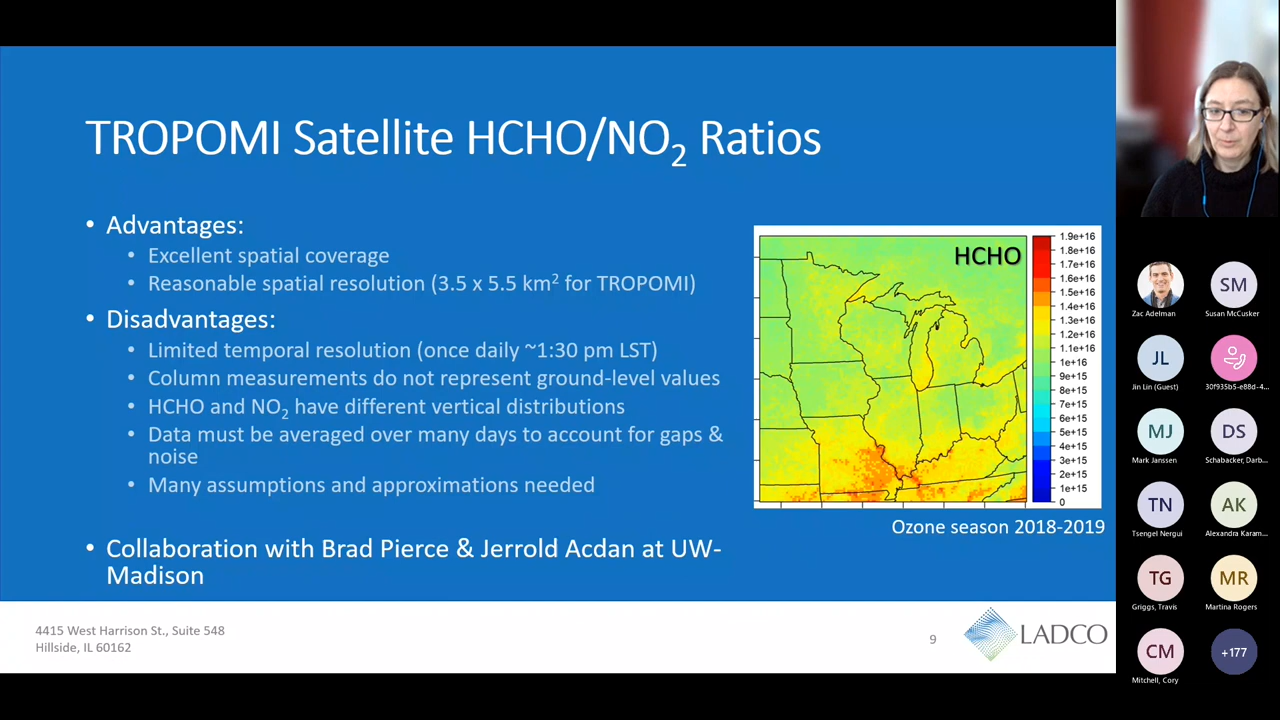 TROPOMI Satellite HCHO/NO2 Ratios
• Advantages:
• Excellent spatial coverage
• Reasonable spatial resolution (3.5 x 5.5 km2 for TROPOMI)
• Disadvantages:
• Limited temporal resolution (once daily ~1:30 pm LST)
• Column measurements do not represent ground-level values
• HCHO and NO2 have different vertical distributions
• Data must be averaged over many days to account for gaps &
noise
• Many assumptions and approximations needed
• Collaboration with Brad Pierce & Jerrold Acdan at UW-
Madison
HCHO
1.9e+16
1.8e+16
1.7e+16
1.6e+16
1.5e+16
1.4e+16
1.3e+16
1.2e+16
1.1e+16
1e+16
9e+15
8e+15
7e+15
6e+15
5e+15
4e+15
3e+15
2e+15
1e+15
0
Ozone season 2018-2019
4415 West Harrison St., Suite 548
Hillside, IL 60162
9
LADCO
Zac Adelman
SM
Susan McCusker
JL
Jin Lin (Guest)
30f935b5-e88d-4...
MJ
Mark Janssen
DS
Schabacker, Darb...
TN
Tsengel Nergui
AK
Alexandra Karam...
TG
Griggs, Travis
MR
Martina Rogers
CM
Mitchell, Cory
+177